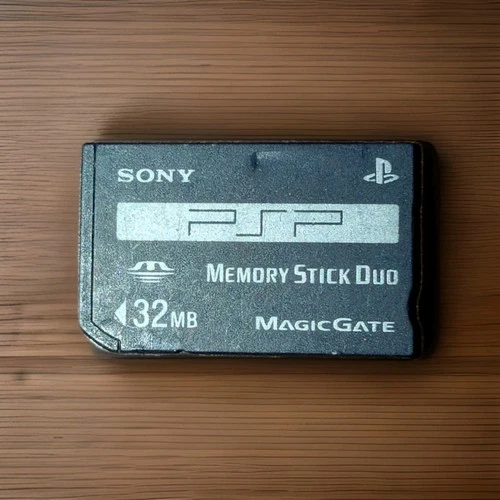 SONY
PSP
MEMORY STICK DUO
32MB
MAGICGATE